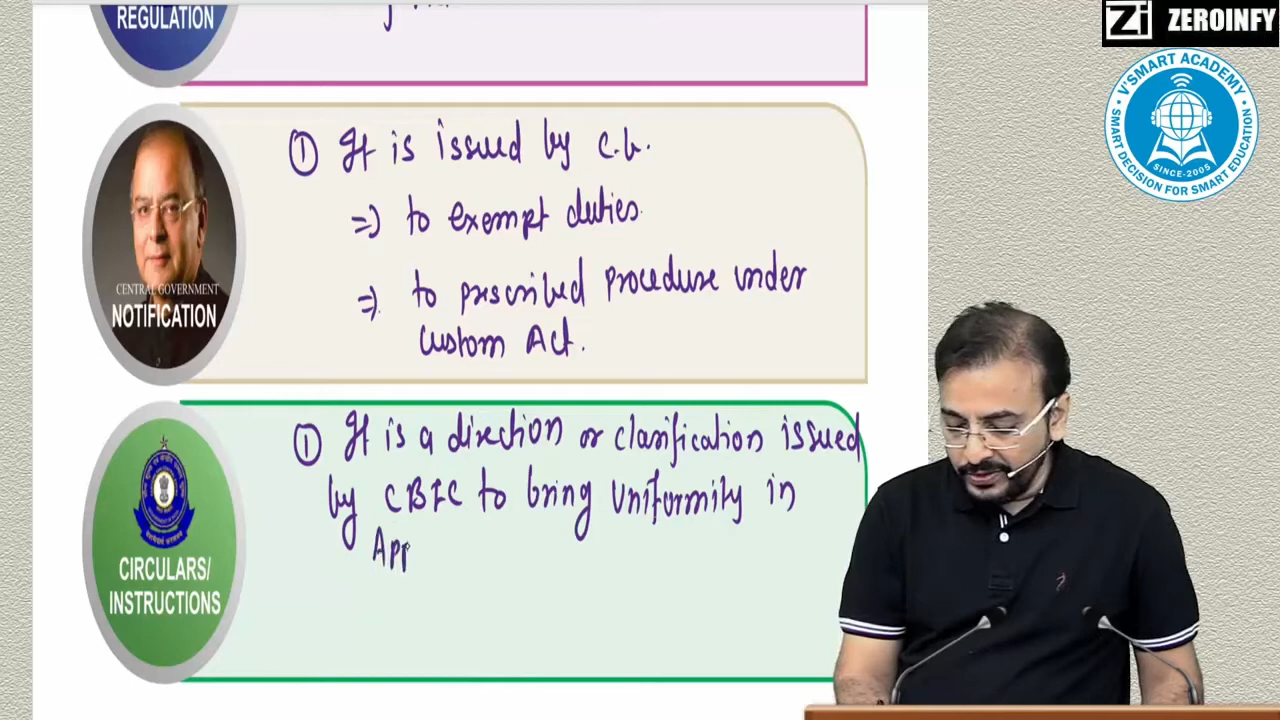 REGULATION
Zi ZEROINFY
V'SMART ACADEMY
SMART DECISION FOR SMART EDUCATION
SINCE-2005
① It is issued by C.G.
=> to exempt duties.
=> to prescribed procedure under
Custom Act.
CENTRAL GOVERNMENT
NOTIFICATION
① It is a direction or clarification issued
by CBIC to bring uniformity in
App
CIRCULARS/
INSTRUCTIONS